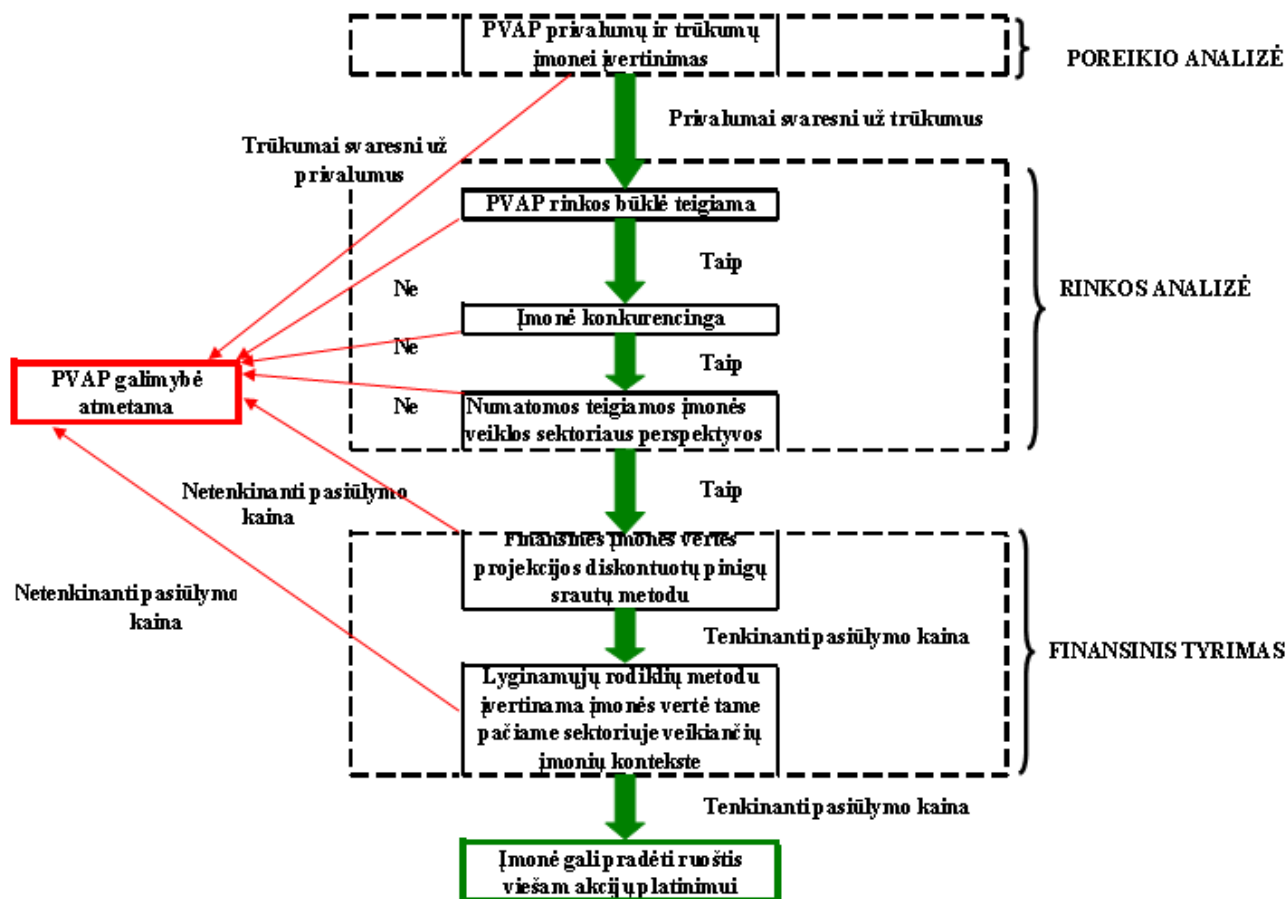 PVAP privalumų ir trūkumų
įmonei įvertinimas
POREIKIO ANALIZĖ
Privalumai svaresni už trūkumus
Trūkumai svaresni už
privalumus
PVAP rinkos būklė teigiama
Taip
Ne
RINKOS ANALIZĖ
Įmonė konkurencinga
Ne
Taip
PVAP galimybė
atmetama
Ne
Numatomos teigiamos įmonės
veiklos sektoriaus perspektyvos
Taip
Netenkinanti pasiūlymo
kaina
Finansinės įmonės vertės
projekcijos diskontuotų pinigų
srautų metodu
Netenkinanti pasiūlymo
kaina
Tenkinanti pasiūlymo kaina
FINANSINIS TYRIMAS
Lyginamųjų rodiklių metodu
įvertinama įmonės vertė tame
pačiame sektoriuje veikiančių
įmonių kontekste
Tenkinanti pasiūlymo kaina
Įmonė gali pradėti ruoštis
viešam akcijų platinimui